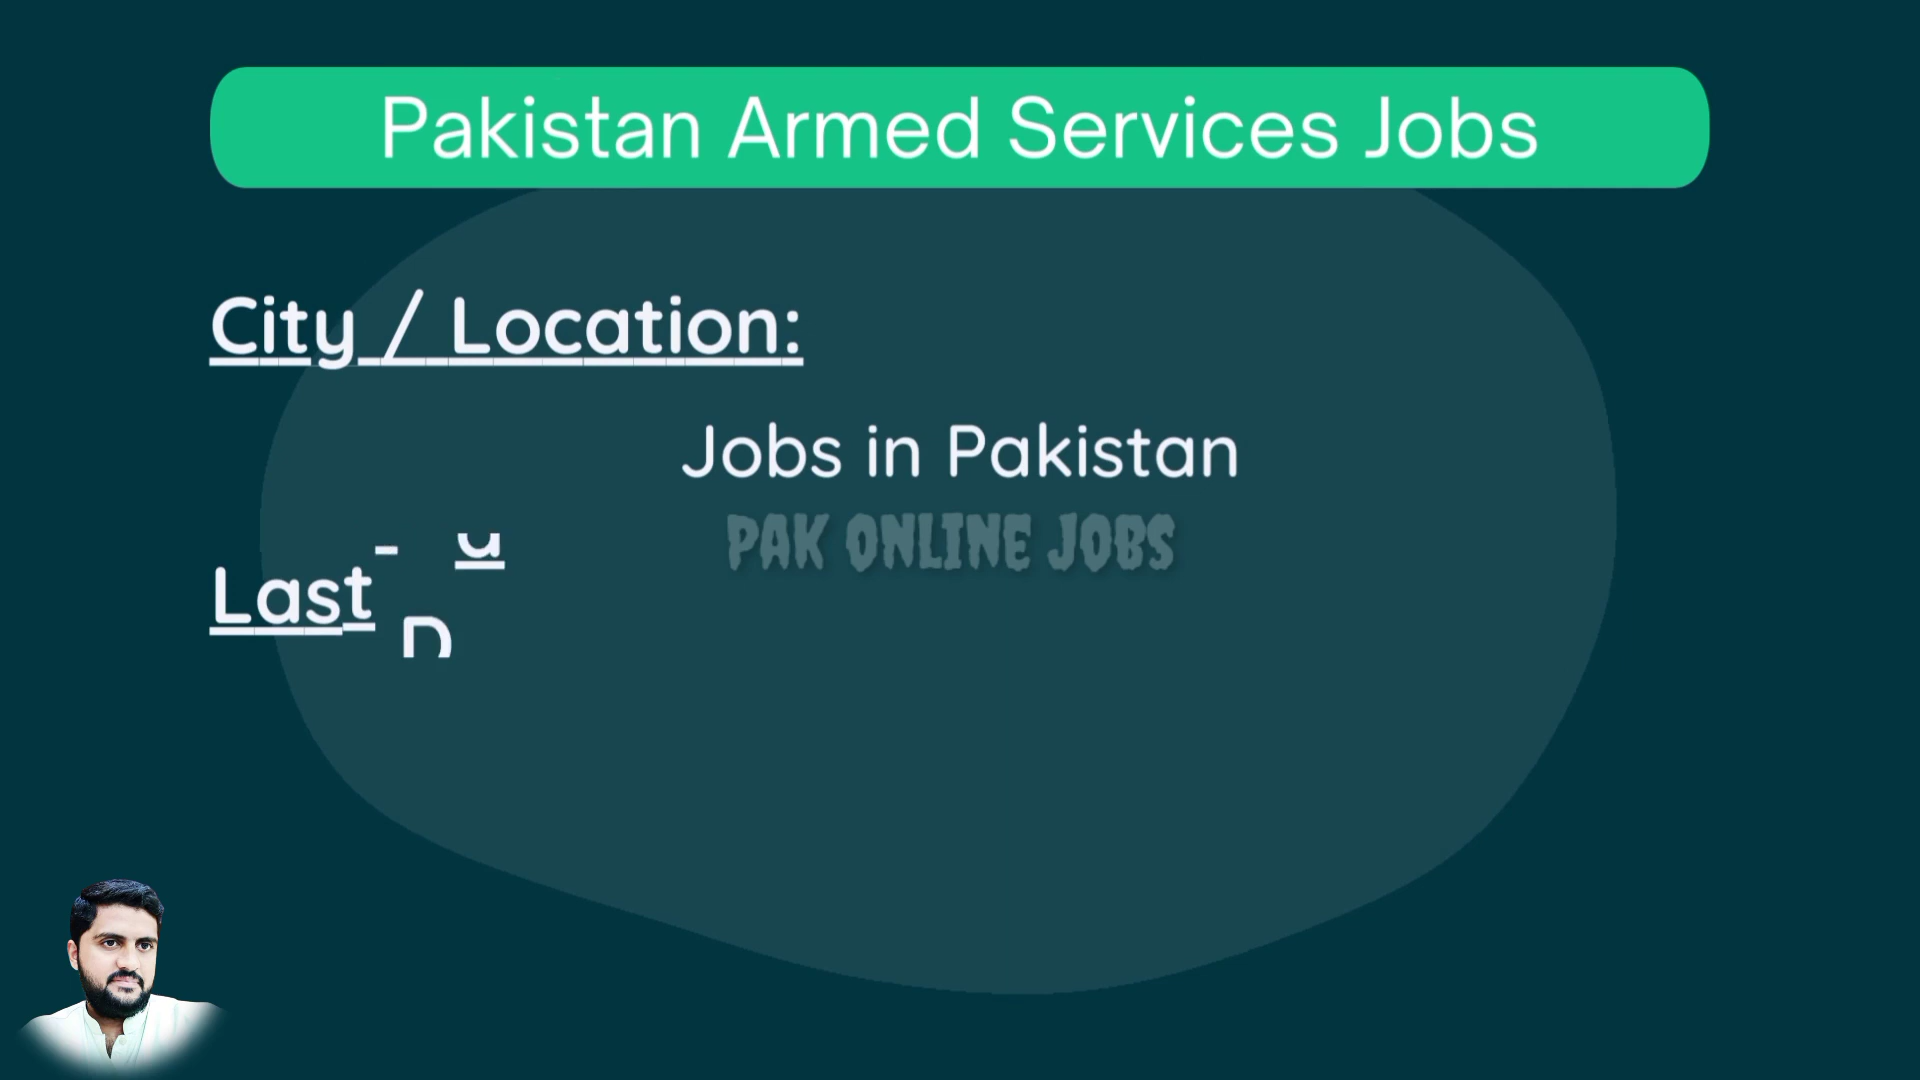 Pakistan Armed Services Jobs
City / Location:
Jobs in Pakistan
PAK ONLINE JOBS
Last